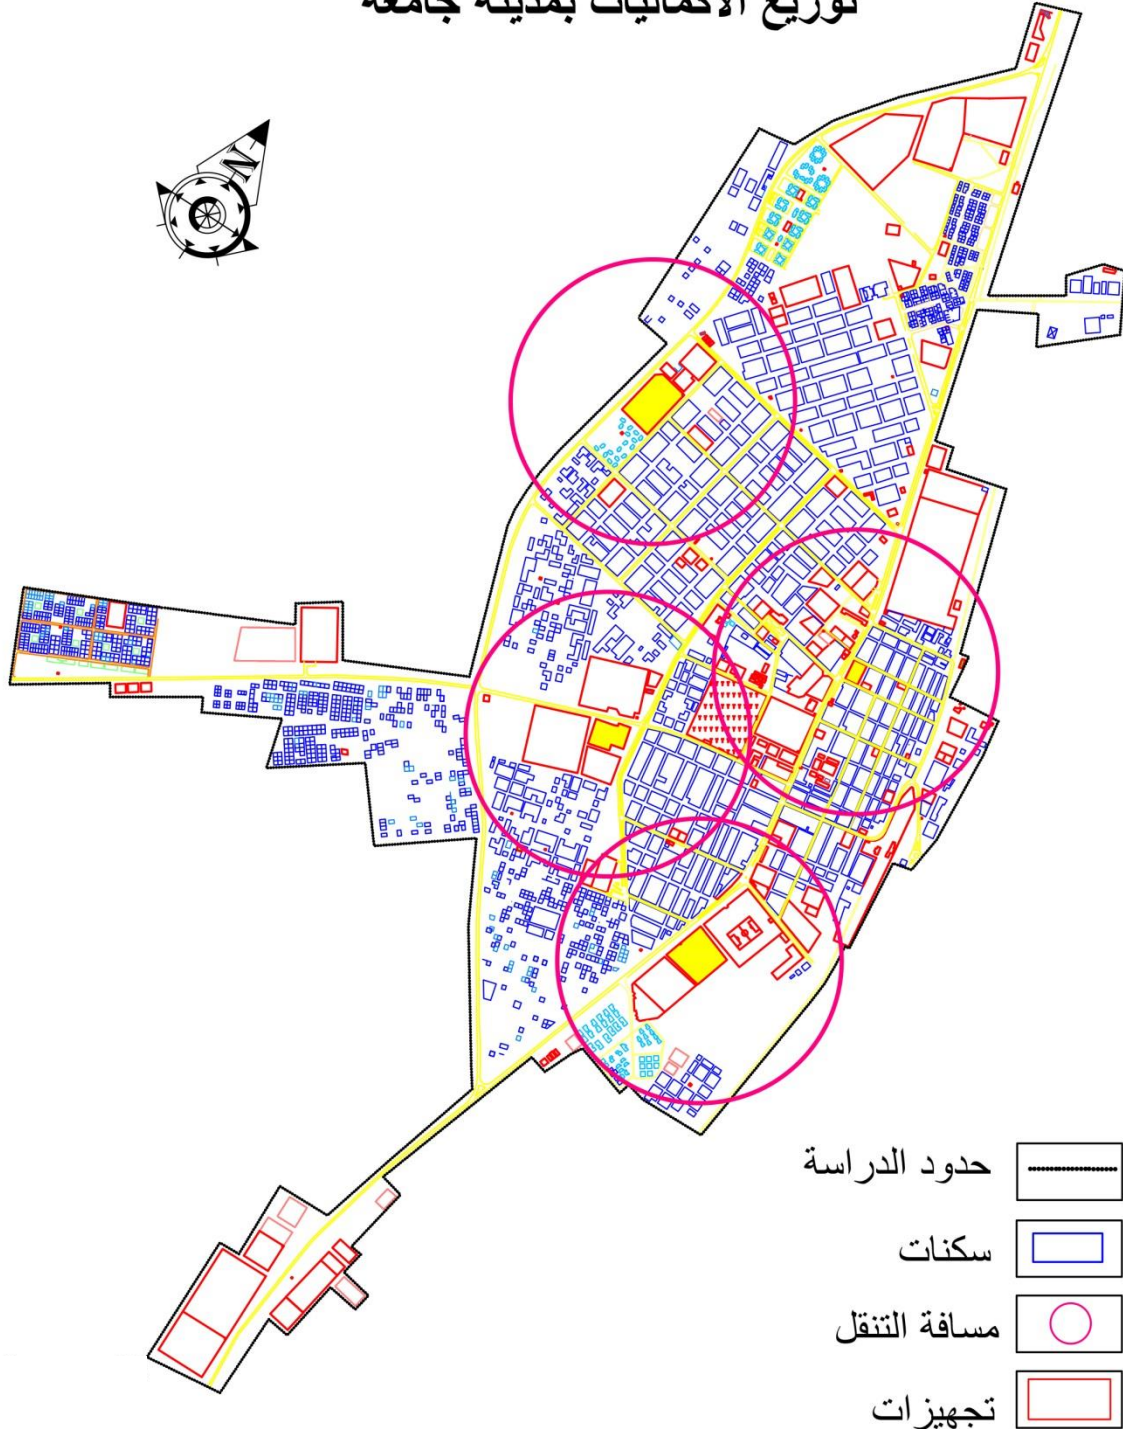 توزيع الاكماليات بمدينة جامعة
N
حدود الدراسة
سكنات
مسافة التنقل
تجهيزات